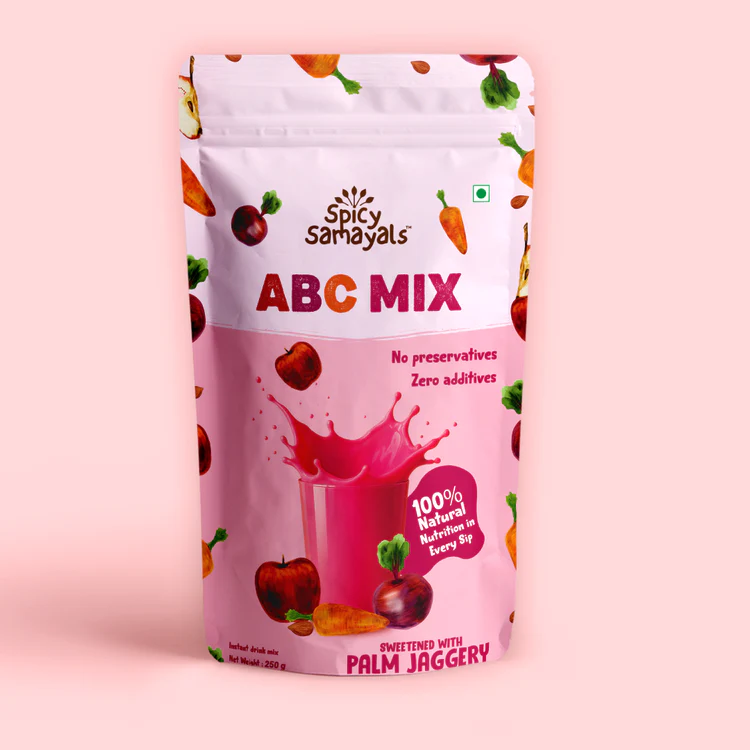 Spicy
Samayals™
ABC MIX
No preservatives
Zero additives
100%
Natural
Nutrition in
Every Sip
Instant drink mix
Net Weight : 250 g
SWEETENED WITH
PALM JAGGERY